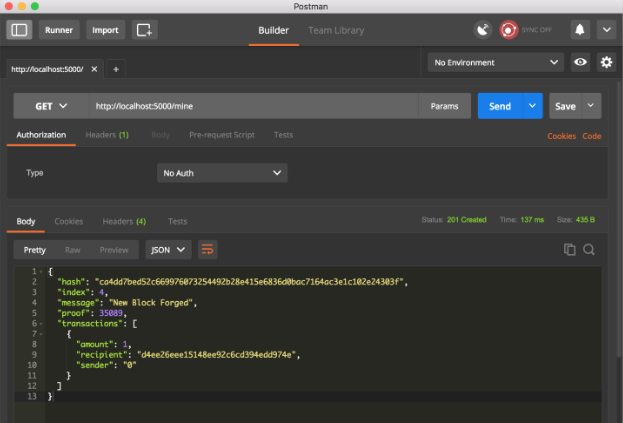 Postman
Runner Import Builder Team Library SYNC OFF
http://localhost:5000/ No Environment
GET http://localhost:5000/mine Params Send Save
Authorization Headers (1) Body Pre-request Script Tests Cookies Code
Type No Auth
Body Cookies Headers (4) Tests Status: 201 Created Time: 137 ms Size: 435 B
Pretty Raw Preview JSON
1 {
2 "hash": "ca4dd7bed52c669976073254492b28e415e6836d0bac7164ac3e1c102e24303f",
3 "index": 4,
4 "message": "New Block Forged",
5 "proof": 35089,
6 "transactions": [
7 {
8 "amount": 1,
9 "recipient": "d4ee26eee15148ee92c6cd394edd974e",
10 "sender": "0"
11 }
12 ]
13 }